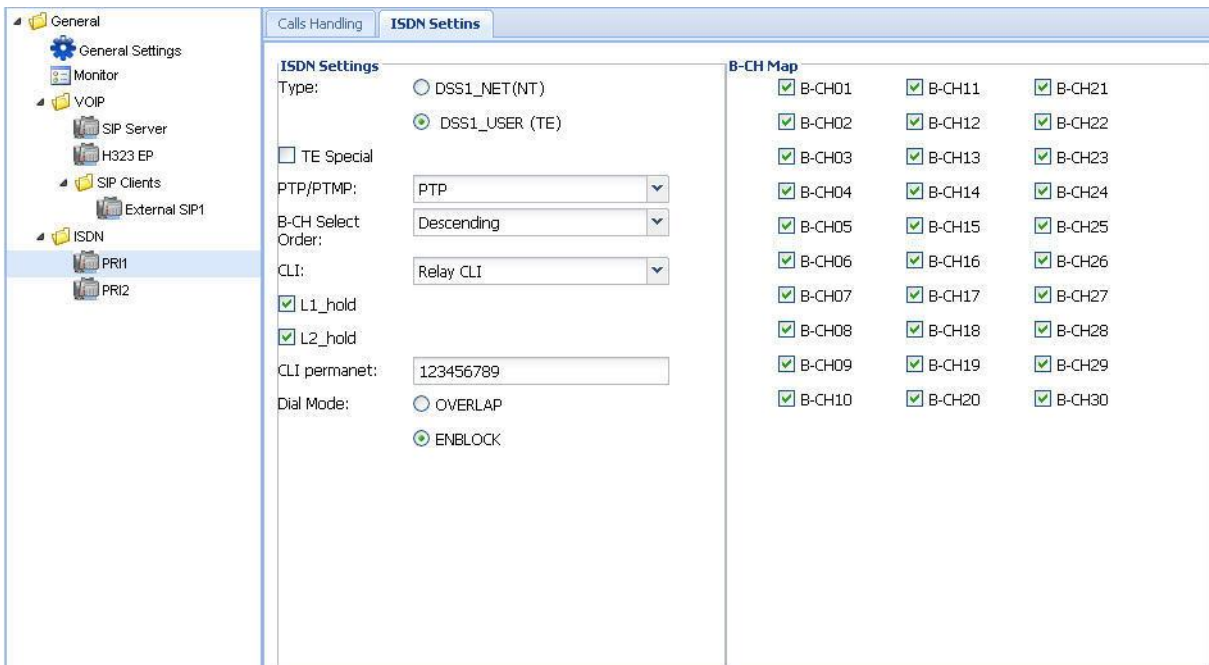 General
General Settings
Monitor
VOIP
SIP Server
H323 EP
SIP Clients
External SIP1
ISDN
PRI1
PRI2
Calls Handling
ISDN Settins
ISDN Settings
Type:
DSS1_NET(NT)
DSS1_USER (TE)
TE Special
PTP/PTMP:
PTP
B-CH Select
Order:
Descending
CLI:
Relay CLI
L1_hold
L2_hold
CLI permanet:
123456789
Dial Mode:
OVERLAP
ENBLOCK
B-CH Map
B-CH01 B-CH11 B-CH21
B-CH02 B-CH12 B-CH22
B-CH03 B-CH13 B-CH23
B-CH04 B-CH14 B-CH24
B-CH05 B-CH15 B-CH25
B-CH06 B-CH16 B-CH26
B-CH07 B-CH17 B-CH27
B-CH08 B-CH18 B-CH28
B-CH09 B-CH19 B-CH29
B-CH10 B-CH20 B-CH30